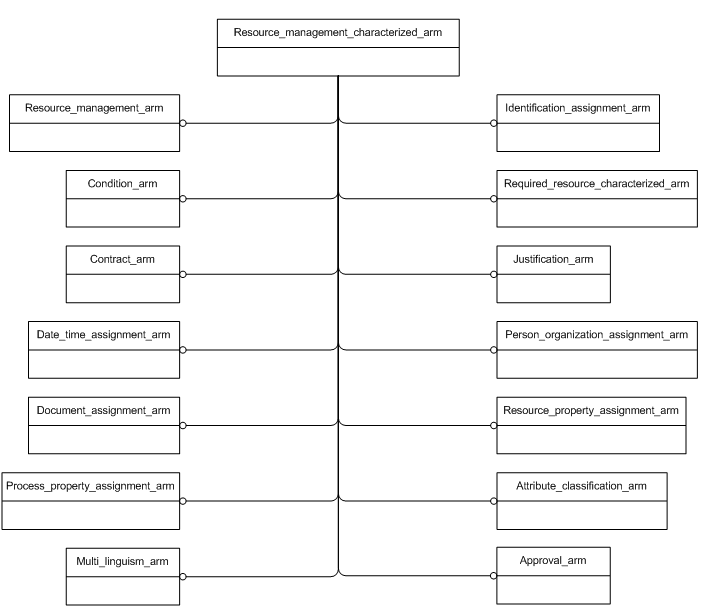 Resource_management_characterized_arm
Resource_management_arm
Identification_assignment_arm
Condition_arm
Required_resource_characterized_arm
Contract_arm
Justification_arm
Date_time_assignment_arm
Person_organization_assignment_arm
Document_assignment_arm
Resource_property_assignment_arm
Process_property_assignment_arm
Attribute_classification_arm
Multi_linguism_arm
Approval_arm